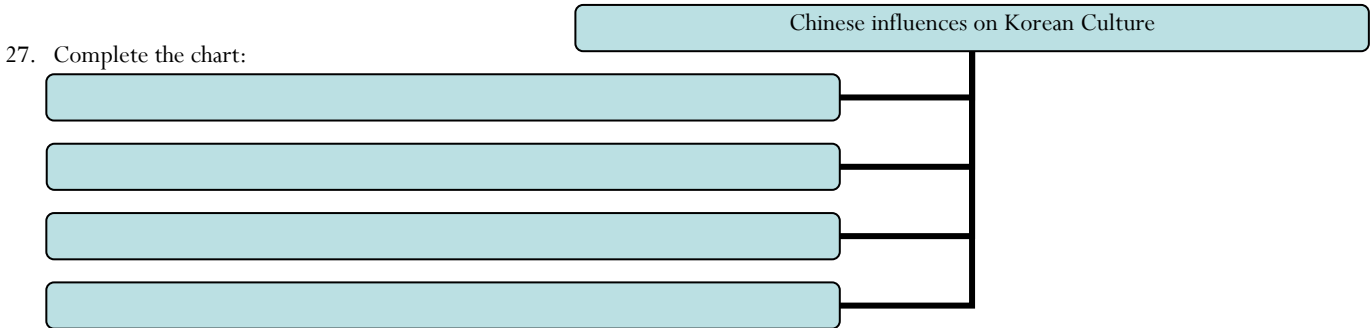 Chinese influences on Korean Culture
27. Complete the chart: